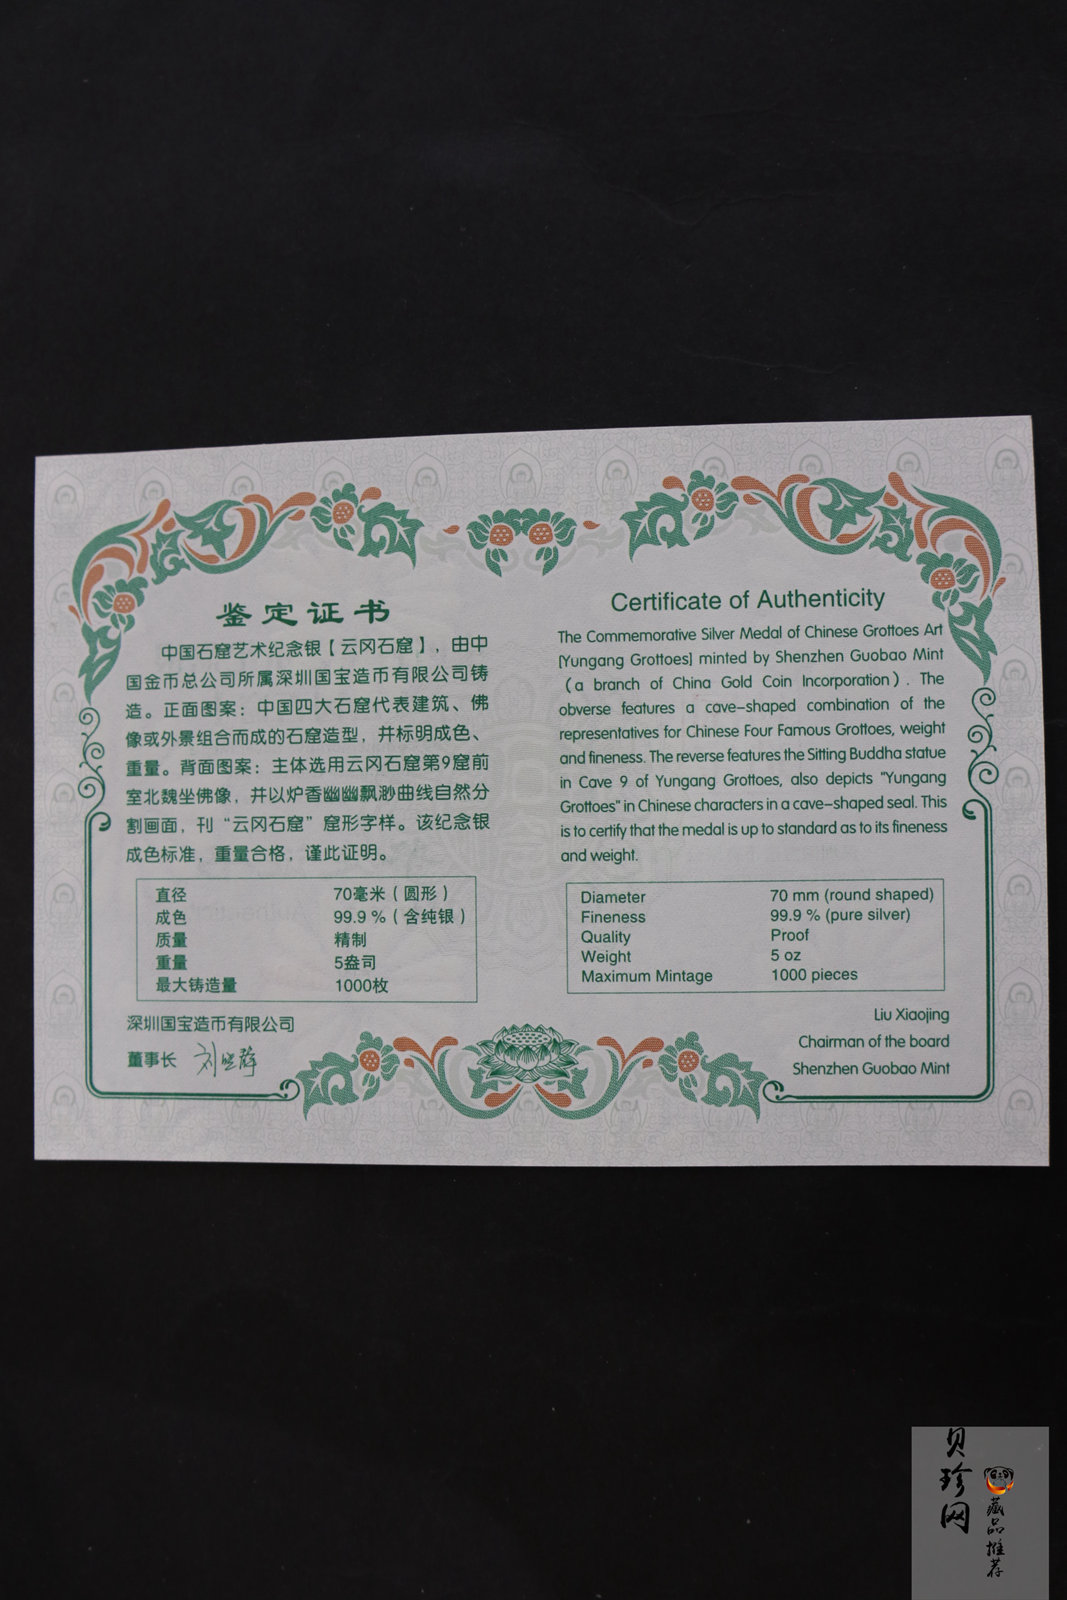 鉴定证书
中国石窟艺术纪念银【云冈石窟】，由中
国金币总公司所属深圳国宝造币有限公司铸
造。正面图案：中国四大石窟代表建筑、佛
像或外景组合而成的石窟造型，并标明成色、
重量。背面图案：主体选用云冈石窟第9窟前
室北魏坐佛像，并以炉香幽幽飘渺曲线自然分
割画面，刊“云冈石窟”窟形字样。该纪念银
成色标准，重量合格，谨此证明。
直径 70毫米（圆形）
成色 99.9 %（含纯银）
质量 精制
重量 5盎司
最大铸造量 1000枚
深圳国宝造币有限公司
董事长
Certificate of Authenticity
The Commemorative Silver Medal of Chinese Grottoes Art
[Yungang Grottoes] minted by Shenzhen Guobao Mint
（a branch of China Gold Coin Incorporation）. The
obverse features a cave-shaped combination of the
representatives for Chinese Four Famous Grottoes, weight
and fineness. The reverse features the Sitting Buddha statue
in Cave 9 of Yungang Grottoes, also depicts "Yungang
Grottoes" in Chinese characters in a cave-shaped seal. This
is to certify that the medal is up to standard as to its fineness
and weight.
Diameter 70 mm (round shaped)
Fineness 99.9 % (pure silver)
Quality Proof
Weight 5 oz
Maximum Mintage 1000 pieces
Liu Xiaojing
Chairman of the board
Shenzhen Guobao Mint
贝珍网
藏品推荐